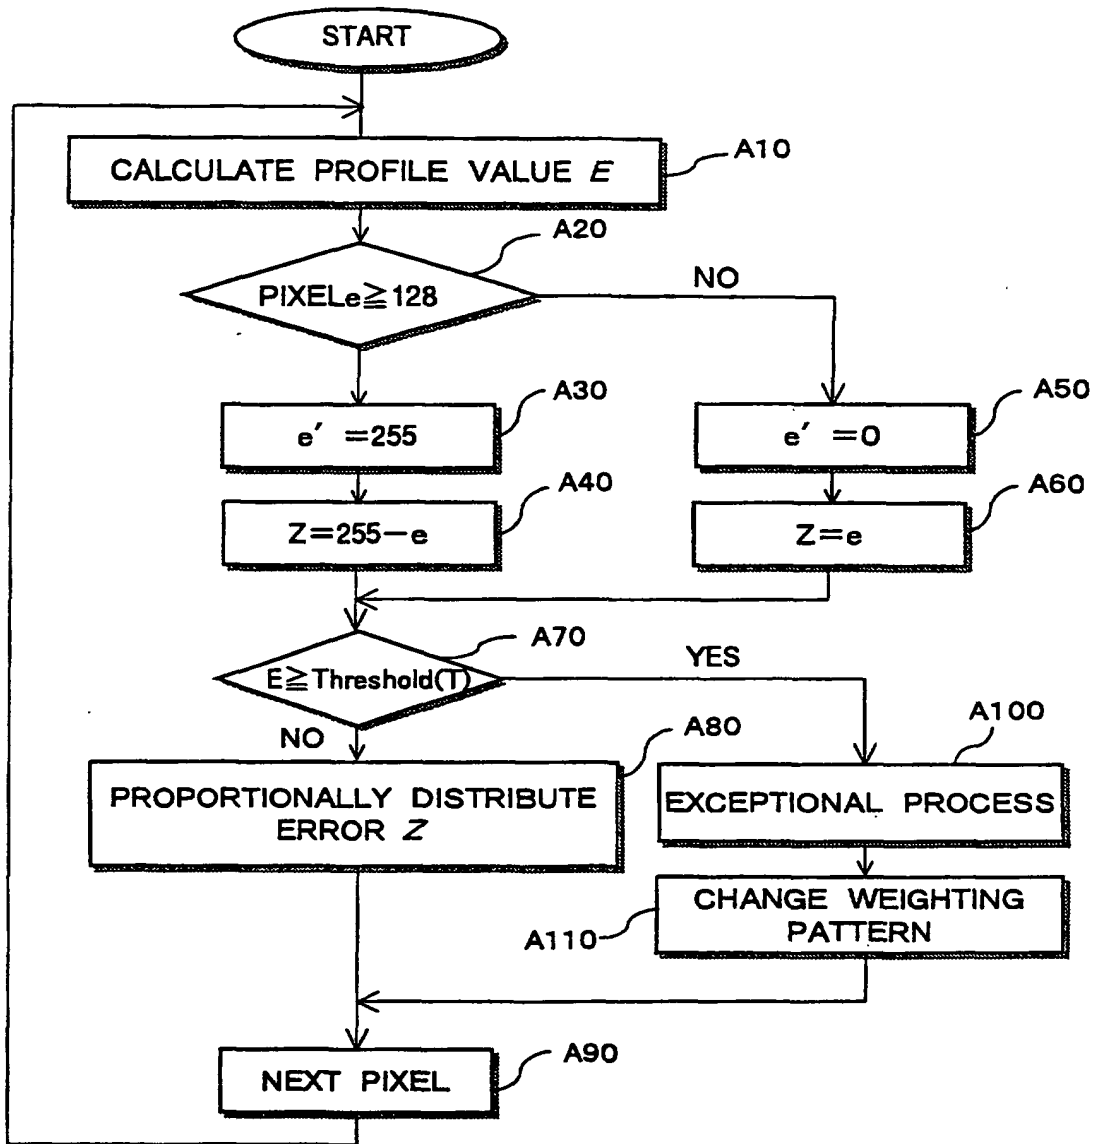 START
CALCULATE PROFILE VALUE E
A10
A20
PIXELe≧128
NO
A30
e′ =255
A50
e′ =0
A40
Z=255−e
A60
Z=e
A70
E≧Threshold(T)
YES
NO
A80
PROPORTIONALLY DISTRIBUTE
ERROR Z
A100
EXCEPTIONAL PROCESS
CHANGE WEIGHTING
PATTERN
A110
A90
NEXT PIXEL